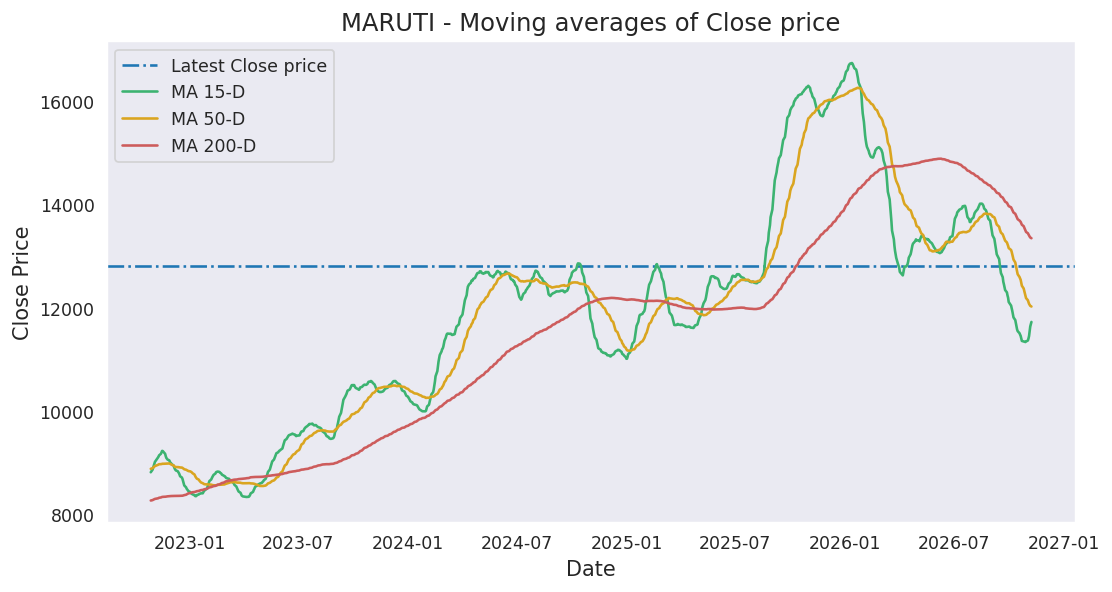 MARUTI - Moving averages of Close price
Latest Close price
MA 15-D
MA 50-D
MA 200-D
Close Price
16000
14000
12000
10000
8000
2023-01
2023-07
2024-01
2024-07
2025-01
2025-07
2026-01
2026-07
2027-01
Date